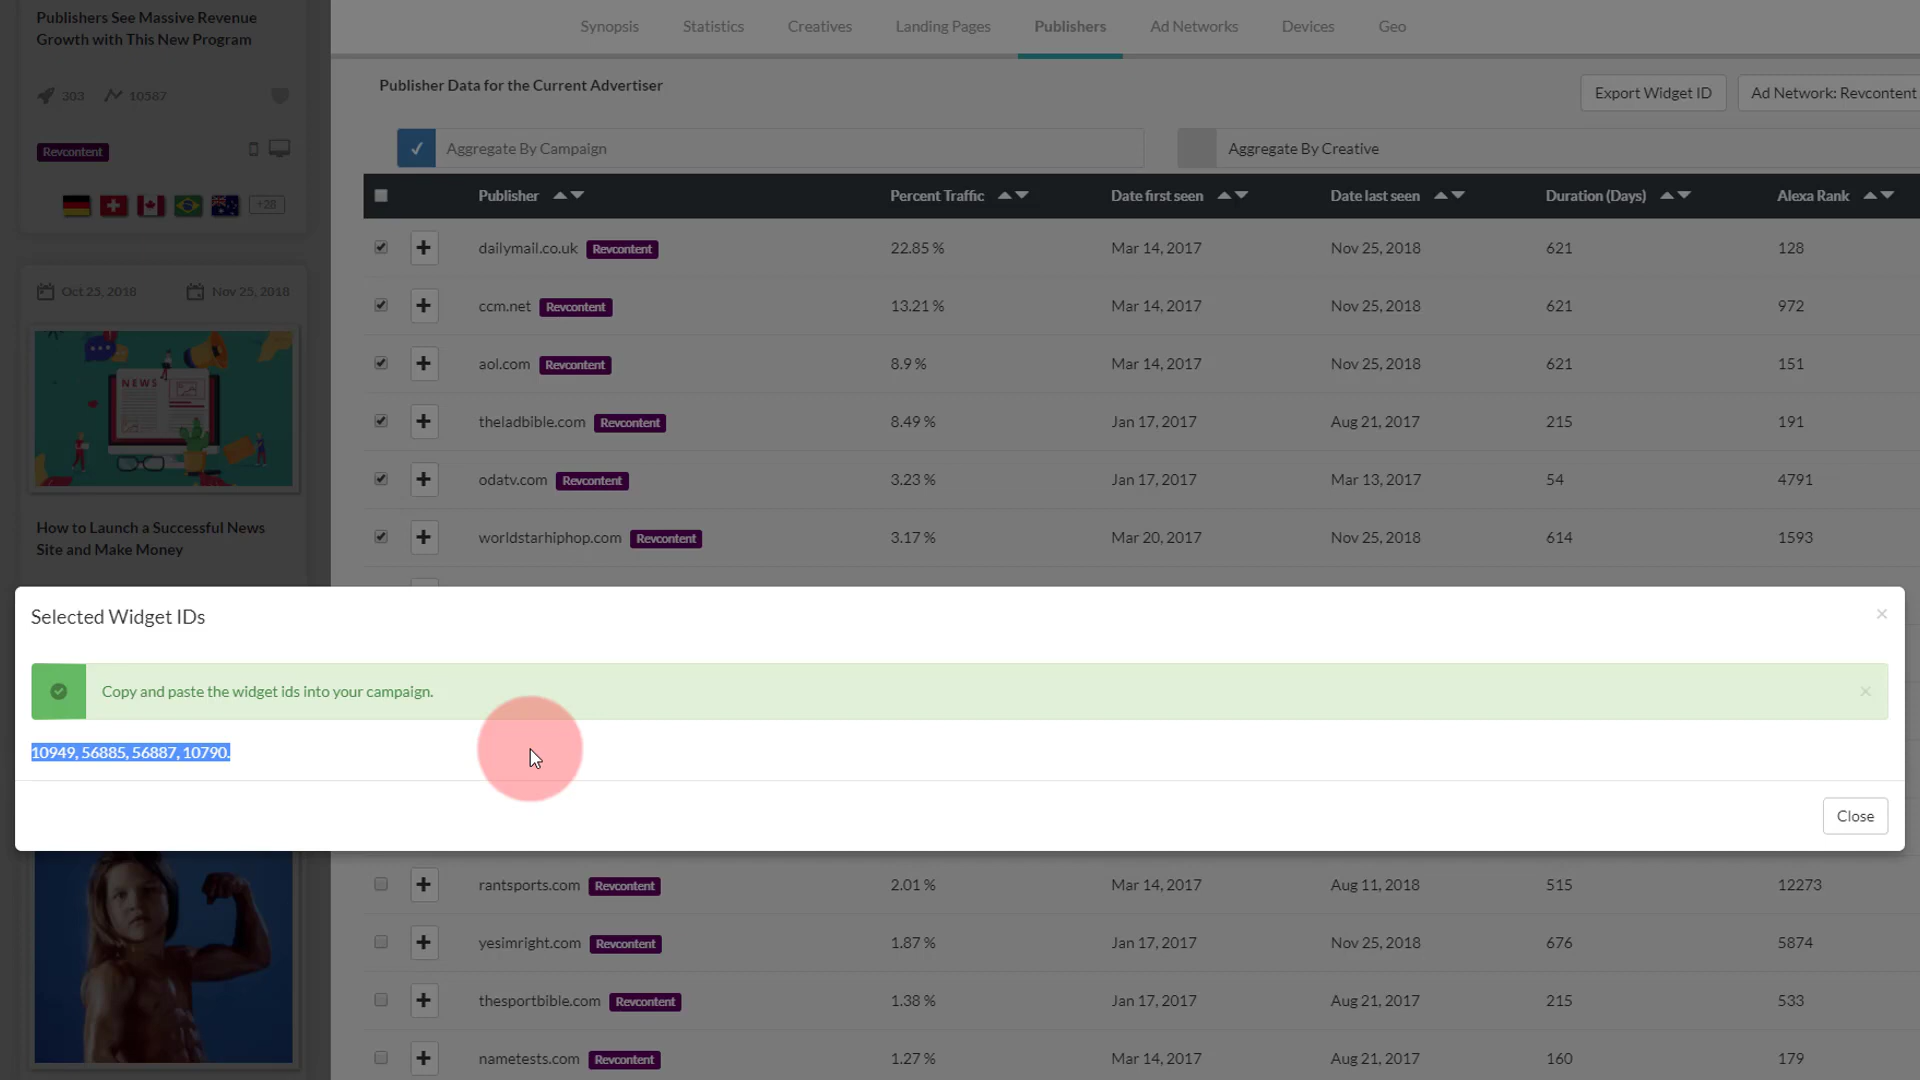 Publishers See Massive Revenue
Growth with This New Program
303 10587
Revcontent
+28
Oct 25, 2018 Nov 25, 2018
NEWS
How to Launch a Successful News
Site and Make Money
Synopsis Statistics Creatives Landing Pages Publishers Ad Networks Devices Geo
Publisher Data for the Current Advertiser
Export Widget ID Ad Network: Revcontent
Aggregate By Campaign Aggregate By Creative
Publisher Percent Traffic Date first seen Date last seen Duration (Days) Alexa Rank
dailymail.co.uk Revcontent 22.85 % Mar 14, 2017 Nov 25, 2018 621 128
ccm.net Revcontent 13.21 % Mar 14, 2017 Nov 25, 2018 621 972
aol.com Revcontent 8.9 % Mar 14, 2017 Nov 25, 2018 621 151
theladbible.com Revcontent 8.49 % Jan 17, 2017 Aug 21, 2017 215 191
odatv.com Revcontent 3.23 % Jan 17, 2017 Mar 13, 2017 54 4791
worldstarhiphop.com Revcontent 3.17 % Mar 20, 2017 Nov 25, 2018 614 1593
Selected Widget IDs
Copy and paste the widget ids into your campaign.
10949, 56885, 56887, 10790.
Close
rantsports.com Revcontent 2.01 % Mar 14, 2017 Aug 11, 2018 515 12273
yesimright.com Revcontent 1.87 % Jan 17, 2017 Nov 25, 2018 676 5874
thesportbible.com Revcontent 1.38 % Jan 17, 2017 Aug 21, 2017 215 533
nametests.com Revcontent 1.27 % Mar 14, 2017 Aug 21, 2017 160 179